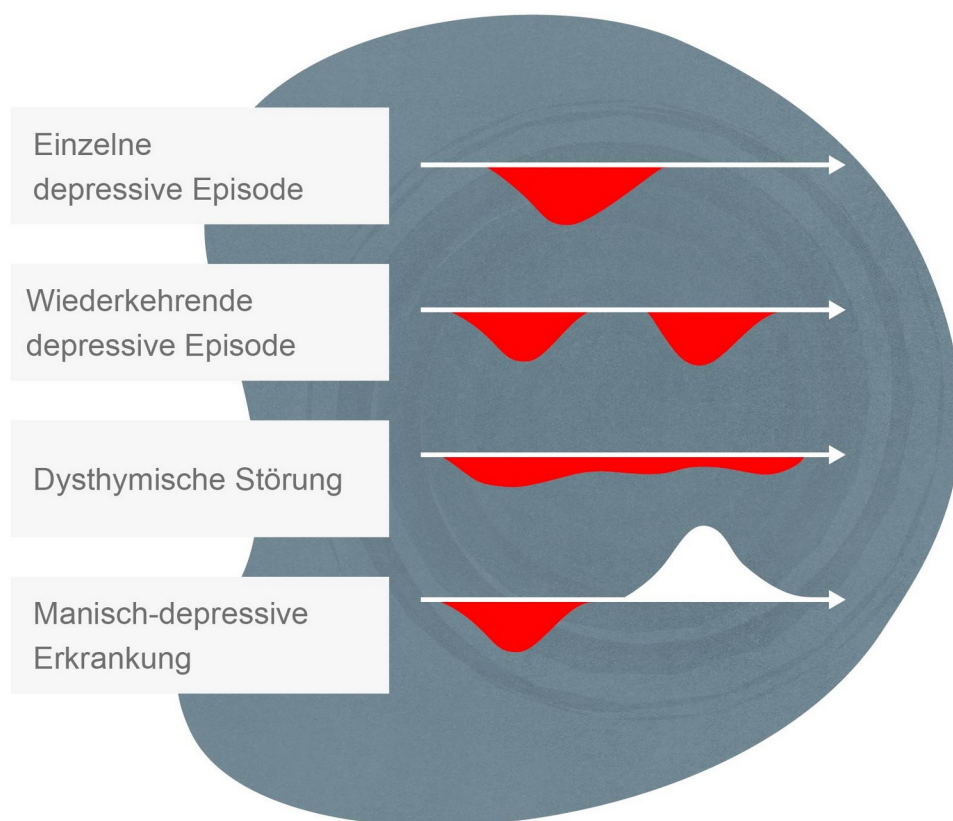 Einzelne
depressive Episode
Wiederkehrende
depressive Episode
Dysthymische Störung
Manisch-depressive
Erkrankung